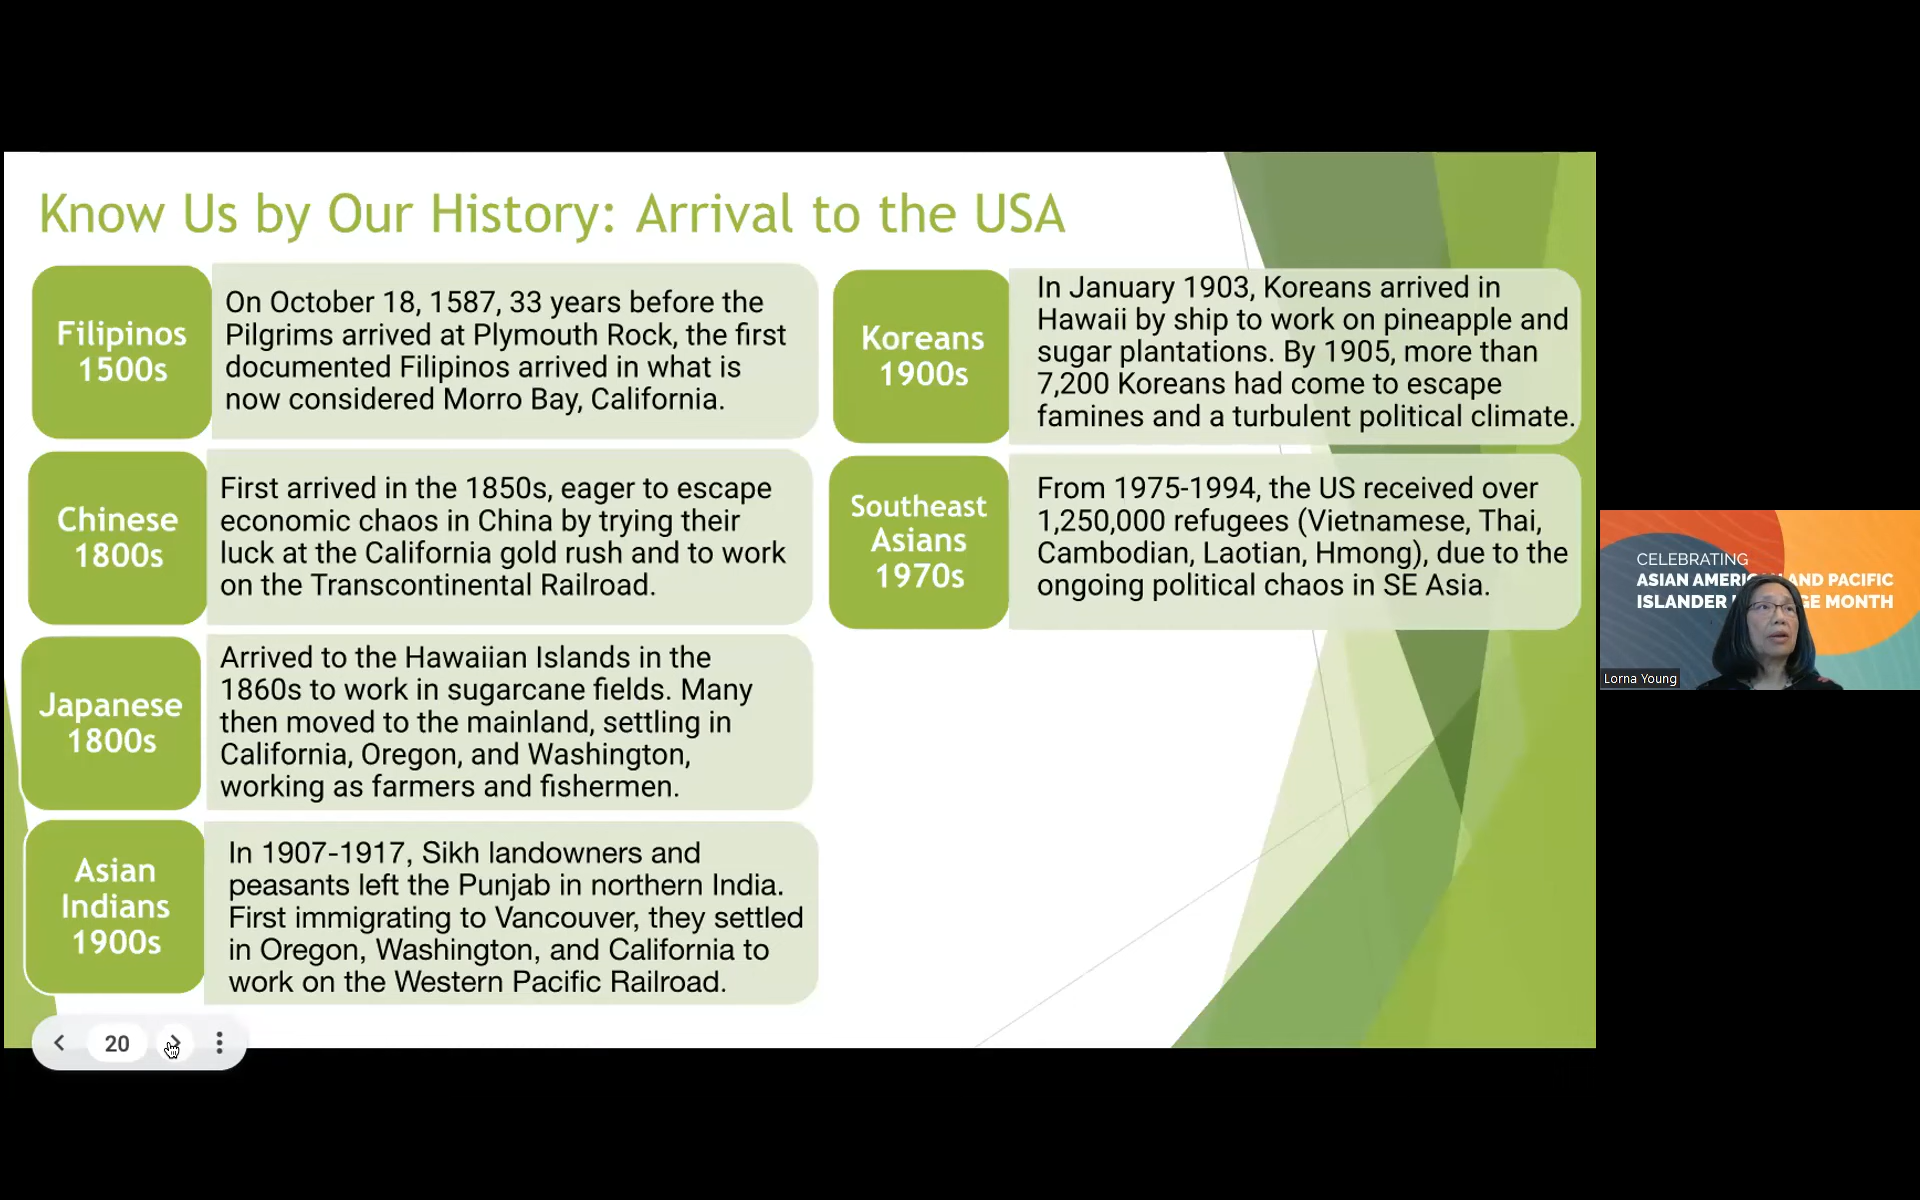 Know Us by Our History: Arrival to the USA
Filipinos
1500s
On October 18, 1587, 33 years before the
Pilgrims arrived at Plymouth Rock, the first
documented Filipinos arrived in what is
now considered Morro Bay, California.
Chinese
1800s
First arrived in the 1850s, eager to escape
economic chaos in China by trying their
luck at the California gold rush and to work
on the Transcontinental Railroad.
Japanese
1800s
Arrived to the Hawaiian Islands in the
1860s to work in sugarcane fields. Many
then moved to the mainland, settling in
California, Oregon, and Washington,
working as farmers and fishermen.
Asian
Indians
1900s
In 1907-1917, Sikh landowners and
peasants left the Punjab in northern India.
First immigrating to Vancouver, they settled
in Oregon, Washington, and California to
work on the Western Pacific Railroad.
Koreans
1900s
In January 1903, Koreans arrived in
Hawaii by ship to work on pineapple and
sugar plantations. By 1905, more than
7,200 Koreans had come to escape
famines and a turbulent political climate.
Southeast
Asians
1970s
From 1975-1994, the US received over
1,250,000 refugees (Vietnamese, Thai,
Cambodian, Laotian, Hmong), due to the
ongoing political chaos in SE Asia.
20
CELEBRATING
ASIAN AND PACIFIC
ISLANDER MONTH
Lorna Young